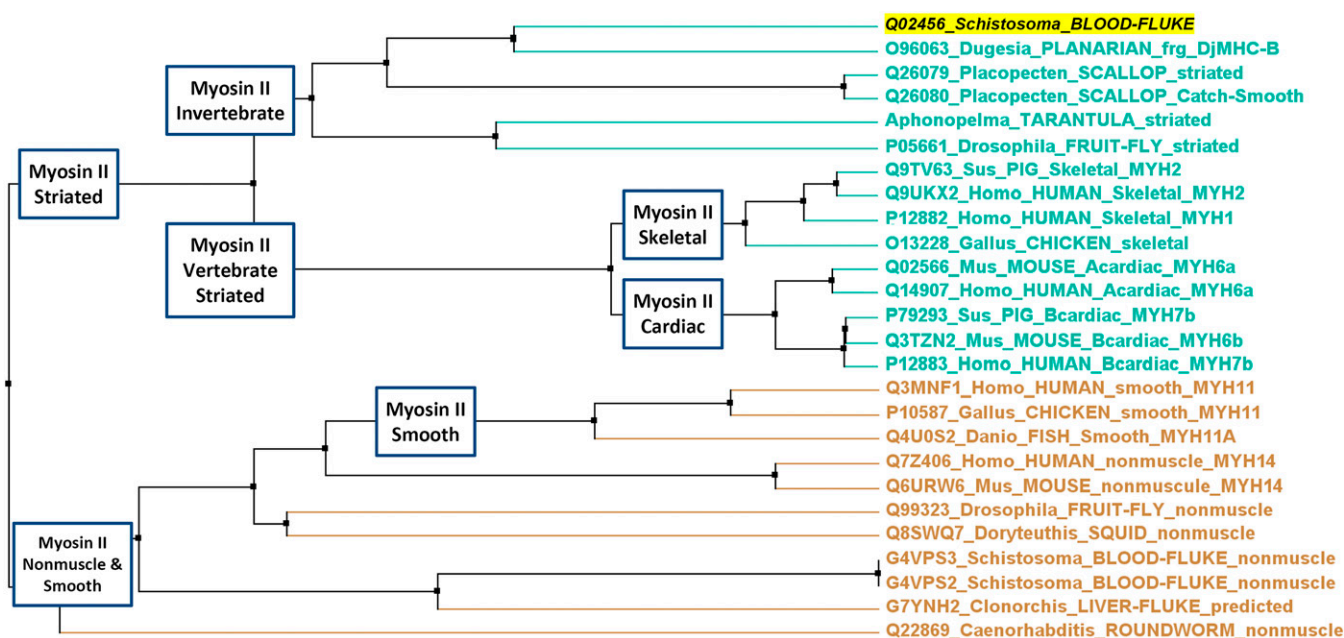 Q02456_Schistosoma_BLOOD-FLUKE
O96063_Dugesia_PLANARIAN_frg_DjMHC-B
Q26079_Placopecten_SCALLOP_striated
Q26080_Placopecten_SCALLOP_Catch-Smooth
Aphonopelma_TARANTULA_striated
P05661_Drosophila_FRUIT-FLY_striated
Q9TV63_Sus_PIG_Skeletal_MYH2
Q9UKX2_Homo_HUMAN_Skeletal_MYH2
P12882_Homo_HUMAN_Skeletal_MYH1
O13228_Gallus_CHICKEN_skeletal
Q02566_Mus_MOUSE_Acardiac_MYH6a
Q14907_Homo_HUMAN_Acardiac_MYH6a
P79293_Sus_PIG_Bcardiac_MYH7b
Q3TZN2_Mus_MOUSE_Bcardiac_MYH6b
P12883_Homo_HUMAN_Bcardiac_MYH7b
Q3MNF1_Homo_HUMAN_smooth_MYH11
P10587_Gallus_CHICKEN_smooth_MYH11
Q4U0S2_Danio_FISH_Smooth_MYH11A
Q7Z406_Homo_HUMAN_nonmuscle_MYH14
Q6URW6_Mus_MOUSE_nonmuscule_MYH14
Q99323_Drosophila_FRUIT-FLY_nonmuscle
Q8SWQ7_Doryteuthis_SQUID_nonmuscle
G4VPS3_Schistosoma_BLOOD-FLUKE_nonmuscle
G4VPS2_Schistosoma_BLOOD-FLUKE_nonmuscle
G7YNH2_Clonorchis_LIVER-FLUKE_predicted
Q22869_Caenorhabditis_ROUNDWORM_nonmuscle
Myosin II
Invertebrate
Myosin II
Striated
Myosin II
Vertebrate
Striated
Myosin II
Skeletal
Myosin II
Cardiac
Myosin II
Smooth
Myosin II
Nonmuscle &
Smooth